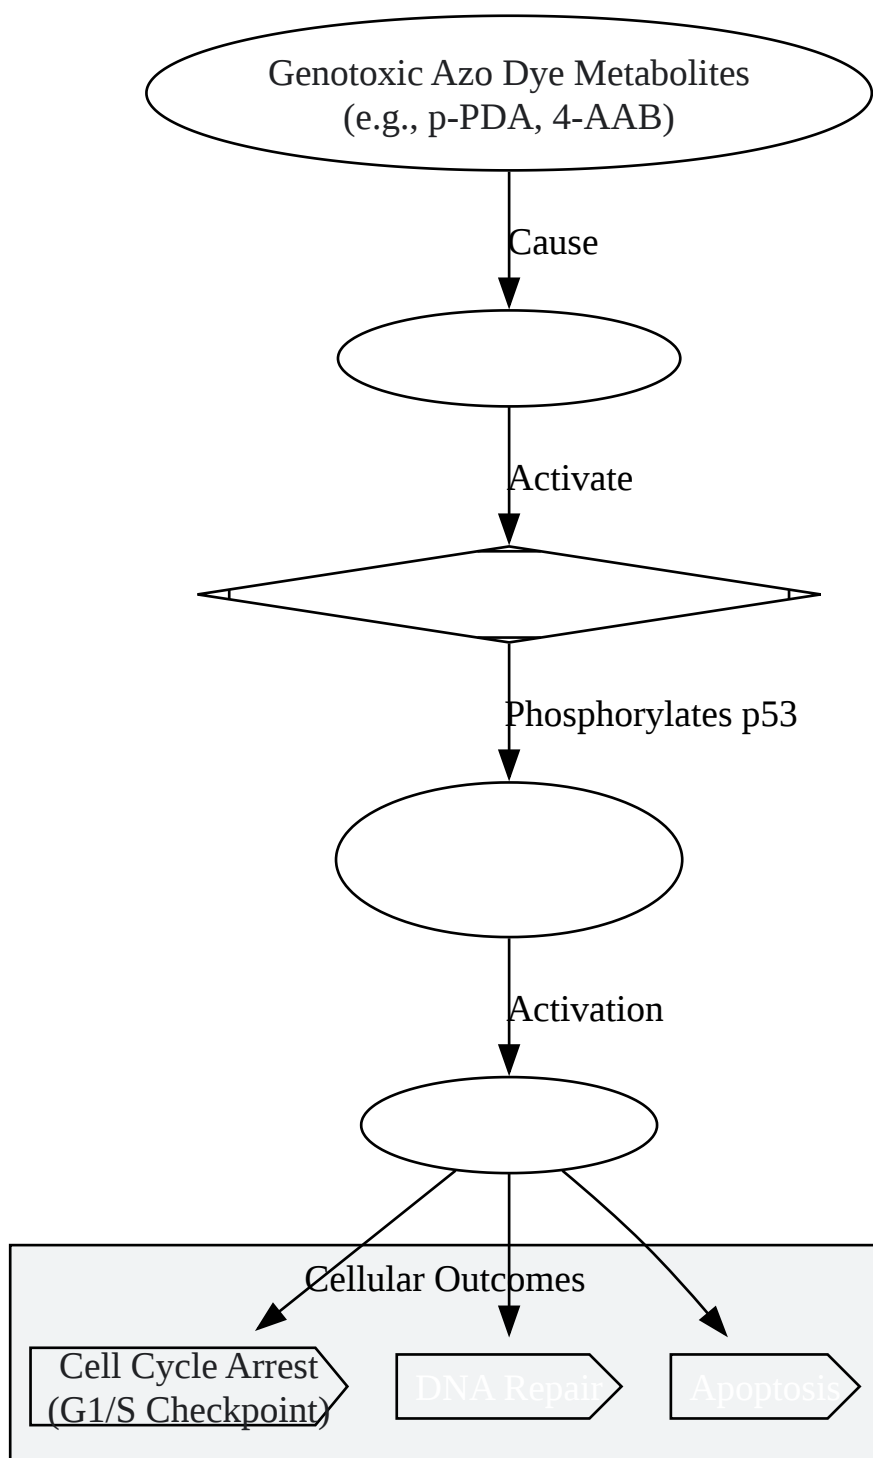 Genotoxic Azo Dye Metabolites
(e.g., p-PDA, 4-AAB)
Cause
Activate
Phosphorylates p53
Activation
Cellular Outcomes
Cell Cycle Arrest
(G1/S Checkpoint)
DNA Repair
Apoptosis